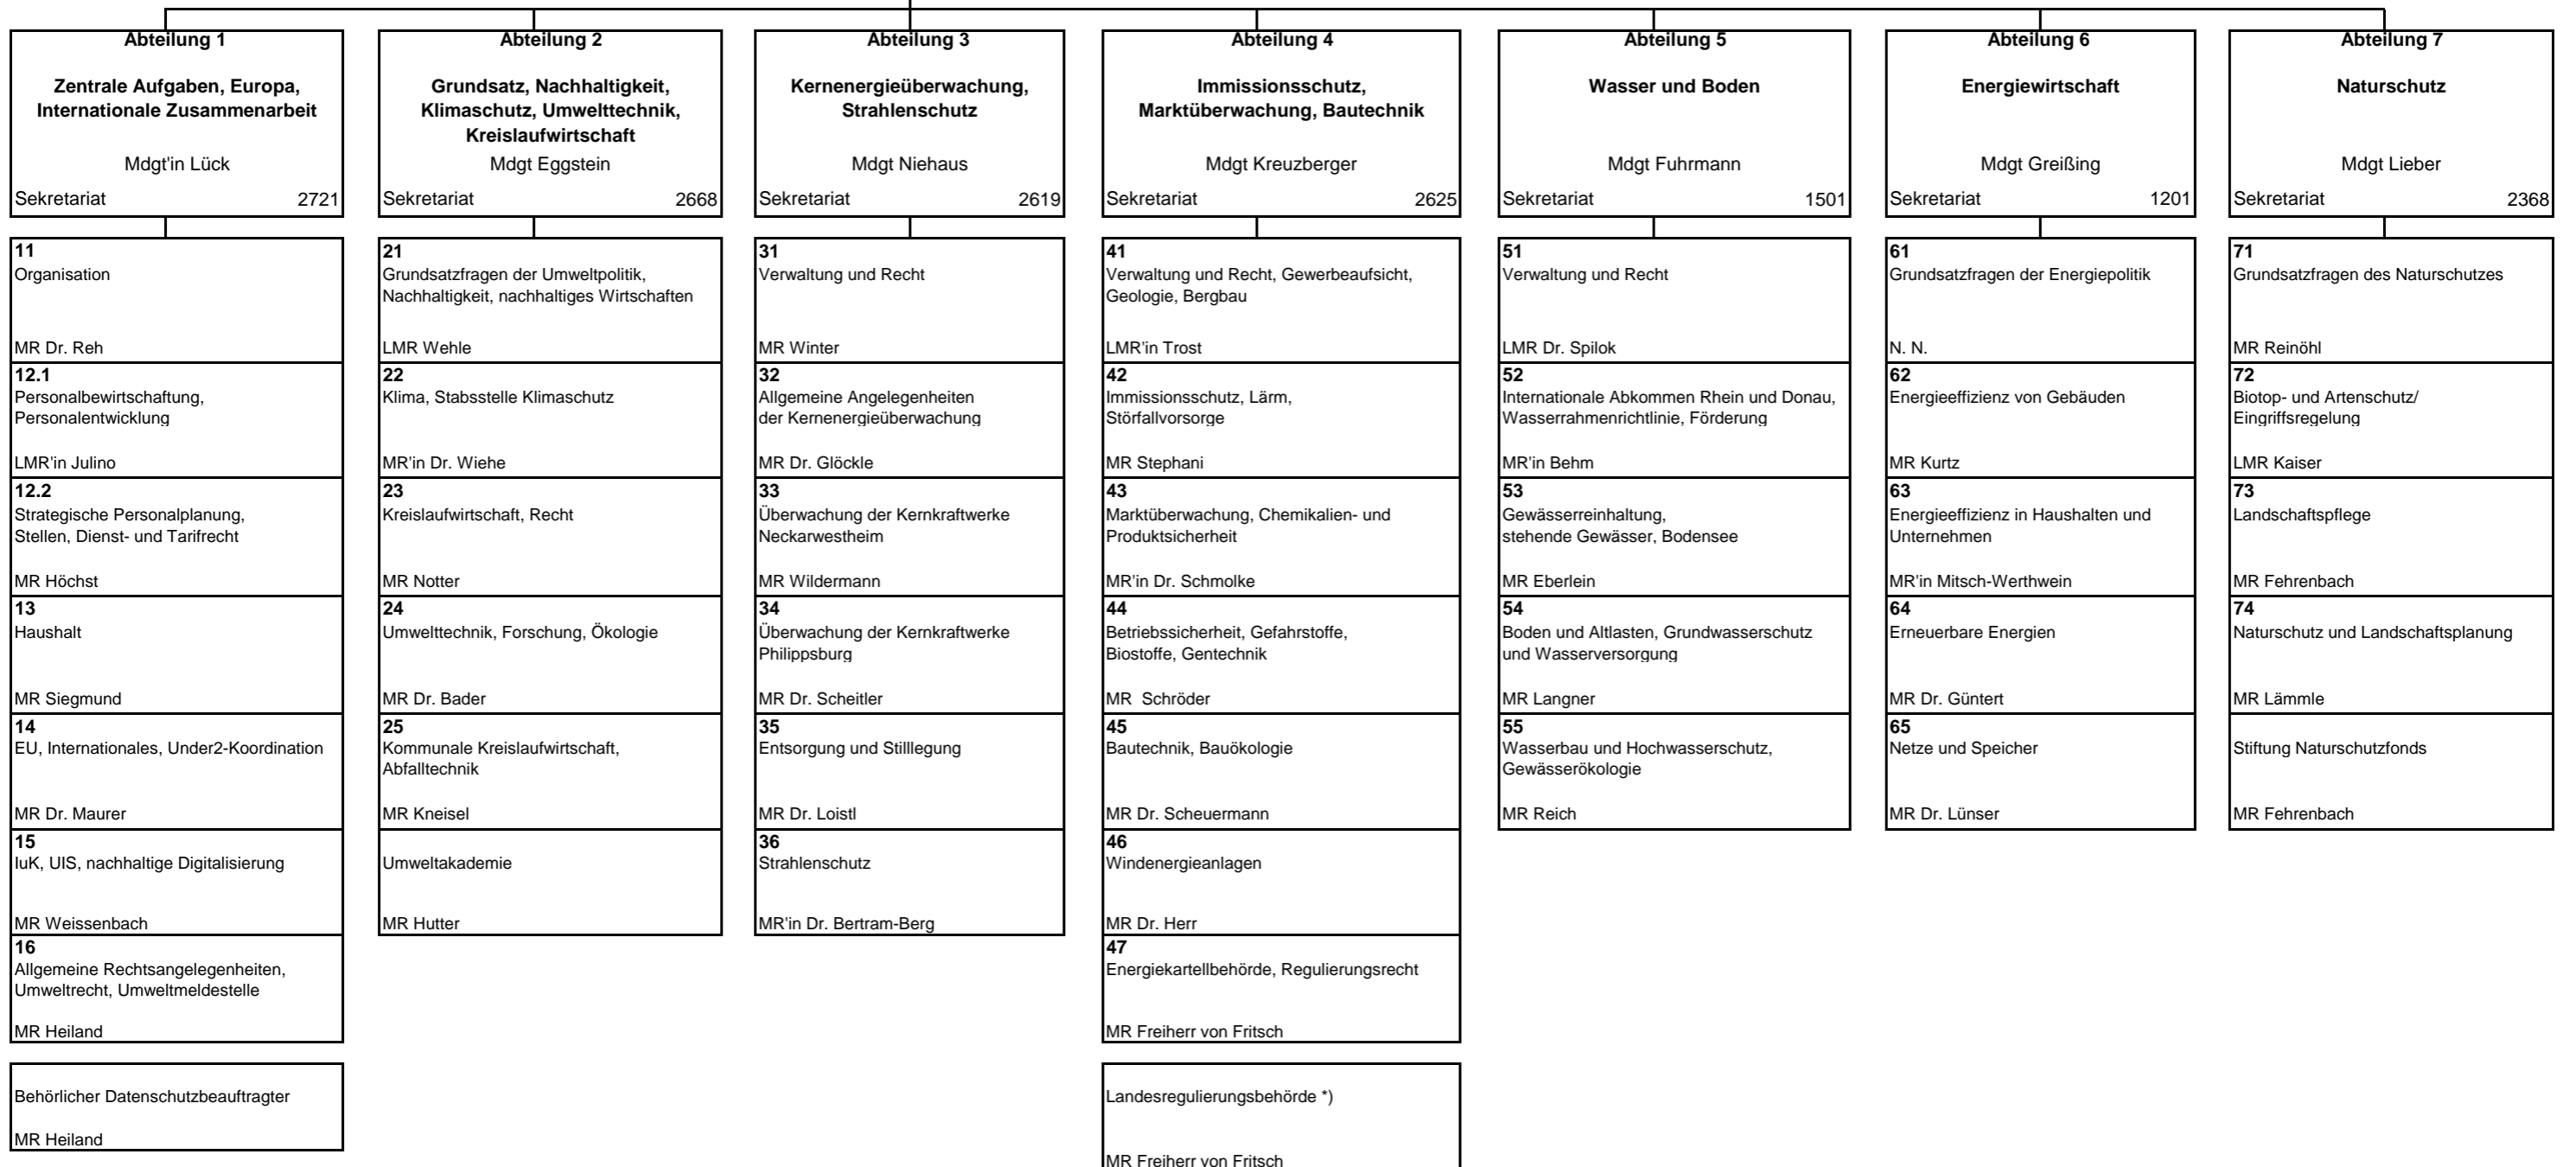 Abteilung 1
Zentrale Aufgaben, Europa,
Internationale Zusammenarbeit
Mdgt'in Lück
Sekretariat 2721
11
Organisation
MR Dr. Reh
12.1
Personalbewirtschaftung,
Personalentwicklung
LMR'in Julino
12.2
Strategische Personalplanung,
Stellen, Dienst- und Tarifrecht
MR Höchst
13
Haushalt
MR Siegmund
14
EU, Internationales, Under2-Koordination
MR Dr. Maurer
15
IuK, UIS, nachhaltige Digitalisierung
MR Weissenbach
16
Allgemeine Rechtsangelegenheiten,
Umweltrecht, Umweltmeldestelle
MR Heiland
Behörlicher Datenschutzbeauftragter
MR Heiland
Abteilung 2
Grundsatz, Nachhaltigkeit,
Klimaschutz, Umwelttechnik,
Kreislaufwirtschaft
Mdgt Eggstein
Sekretariat 2668
21
Grundsatzfragen der Umweltpolitik,
Nachhaltigkeit, nachhaltiges Wirtschaften
LMR Wehle
22
Klima, Stabsstelle Klimaschutz
MR'in Dr. Wiehe
23
Kreislaufwirtschaft, Recht
MR Notter
24
Umwelttechnik, Forschung, Ökologie
MR Dr. Bader
25
Kommunale Kreislaufwirtschaft,
Abfalltechnik
MR Kneisel
Umweltakademie
MR Hutter
Abteilung 3
Kernenergieüberwachung,
Strahlenschutz
Mdgt Niehaus
Sekretariat 2619
31
Verwaltung und Recht
MR Winter
32
Allgemeine Angelegenheiten
der Kernenergieüberwachung
MR Dr. Glöckle
33
Überwachung der Kernkraftwerke
Neckarwestheim
MR Wildermann
34
Überwachung der Kernkraftwerke
Philippsburg
MR Dr. Scheitler
35
Entsorgung und Stilllegung
MR Dr. Loistl
36
Strahlenschutz
MR'in Dr. Bertram-Berg
Abteilung 4
Immissionsschutz,
Marktüberwachung, Bautechnik
Mdgt Kreuzberger
Sekretariat 2625
41
Verwaltung und Recht, Gewerbeaufsicht,
Geologie, Bergbau
LMR'in Trost
42
Immissionsschutz, Lärm,
Störfallvorsorge
MR Stephani
43
Marktüberwachung, Chemikalien- und
Produktsicherheit
MR'in Dr. Schmolke
44
Betriebssicherheit, Gefahrstoffe,
Biostoffe, Gentechnik
MR Schröder
45
Bautechnik, Bauökologie
MR Dr. Scheuermann
46
Windenergieanlagen
MR Dr. Herr
47
Energiekartellbehörde, Regulierungsrecht
MR Freiherr von Fritsch
Landesregulierungsbehörde *)
MR Freiherr von Fritsch
Abteilung 5
Wasser und Boden
Mdgt Fuhrmann
Sekretariat 1501
51
Verwaltung und Recht
LMR Dr. Spilok
52
Internationale Abkommen Rhein und Donau,
Wasserrahmenrichtlinie, Förderung
MR'in Behm
53
Gewässerreinhaltung,
stehende Gewässer, Bodensee
MR Eberlein
54
Boden und Altlasten, Grundwasserschutz
und Wasserversorgung
MR Langner
55
Wasserbau und Hochwasserschutz,
Gewässerökologie
MR Reich
Abteilung 6
Energiewirtschaft
Mdgt Greißing
Sekretariat 1201
61
Grundsatzfragen der Energiepolitik
N. N.
62
Energieeffizienz von Gebäuden
MR Kurtz
63
Energieeffizienz in Haushalten und
Unternehmen
MR'in Mitsch-Werthwein
64
Erneuerbare Energien
MR Dr. Güntert
65
Netze und Speicher
MR Dr. Lünser
Abteilung 7
Naturschutz
Mdgt Lieber
Sekretariat 2368
71
Grundsatzfragen des Naturschutzes
MR Reinöhl
72
Biotop- und Artenschutz/
Eingriffsregelung
LMR Kaiser
73
Landschaftspflege
MR Fehrenbach
74
Naturschutz und Landschaftsplanung
MR Lämmle
Stiftung Naturschutzfonds
MR Fehrenbach